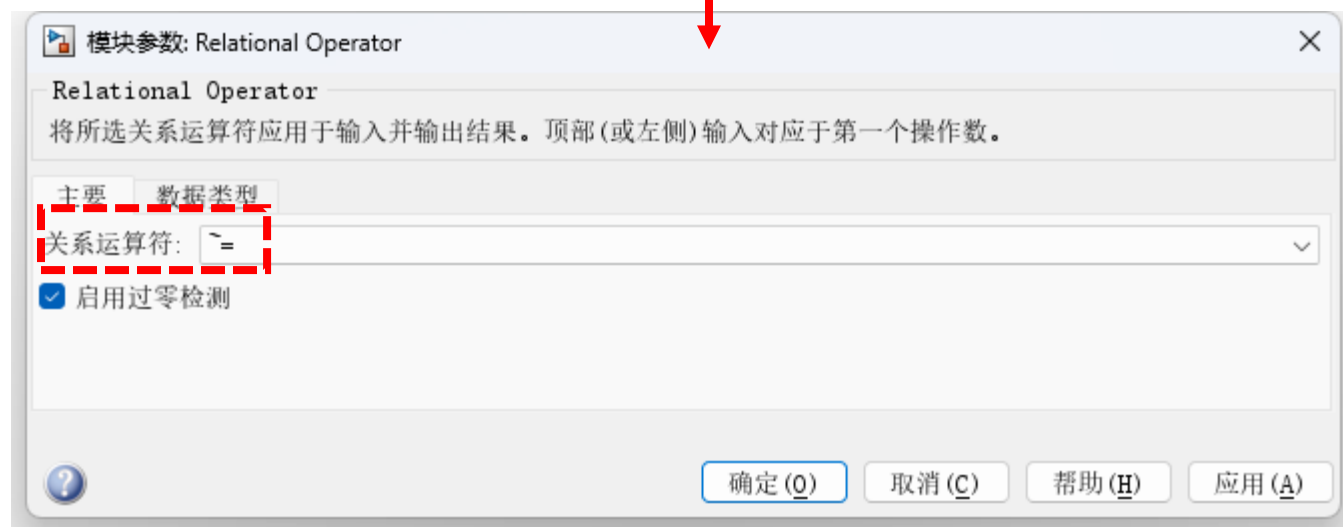 模块参数: Relational Operator
Relational Operator
将所选关系运算符应用于输入并输出结果。顶部(或左侧)输入对应于第一个操作数。
主要 数据类型
关系运算符: ~=
启用过零检测
确定(O) 取消(C) 帮助(H) 应用(A)